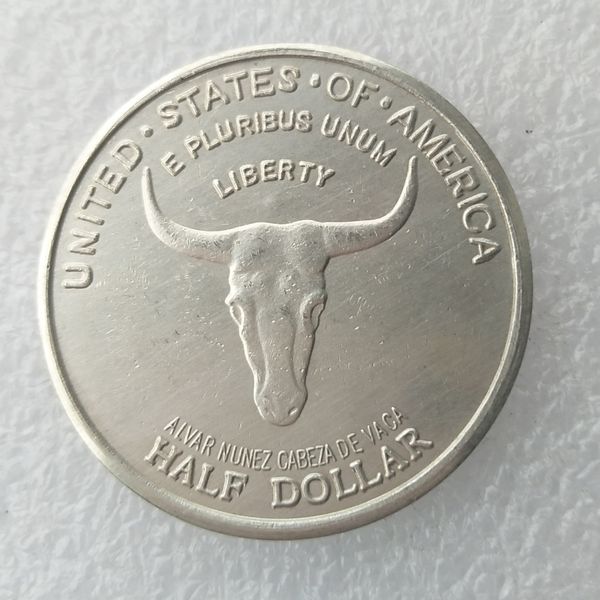 UNITED · STATES · OF · AMERICA
E PLURIBUS UNUM
LIBERTY
AlVAR NUNEZ CABEZA DE VACA
HALF DOLLAR